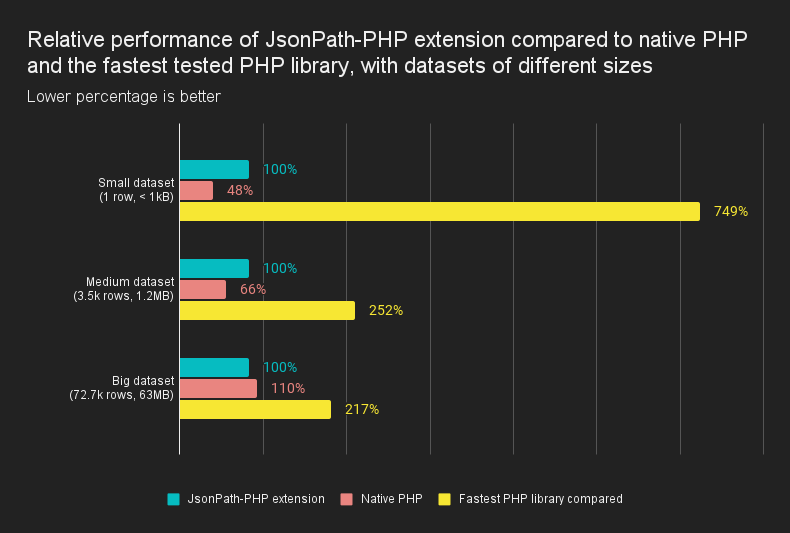 Relative performance of JsonPath-PHP extension compared to native PHP
and the fastest tested PHP library, with datasets of different sizes
Lower percentage is better
Small dataset
(1 row, < 1kB)
100%
48%
749%
Medium dataset
(3.5k rows, 1.2MB)
100%
66%
252%
Big dataset
(72.7k rows, 63MB)
100%
110%
217%
JsonPath-PHP extension
Native PHP
Fastest PHP library compared